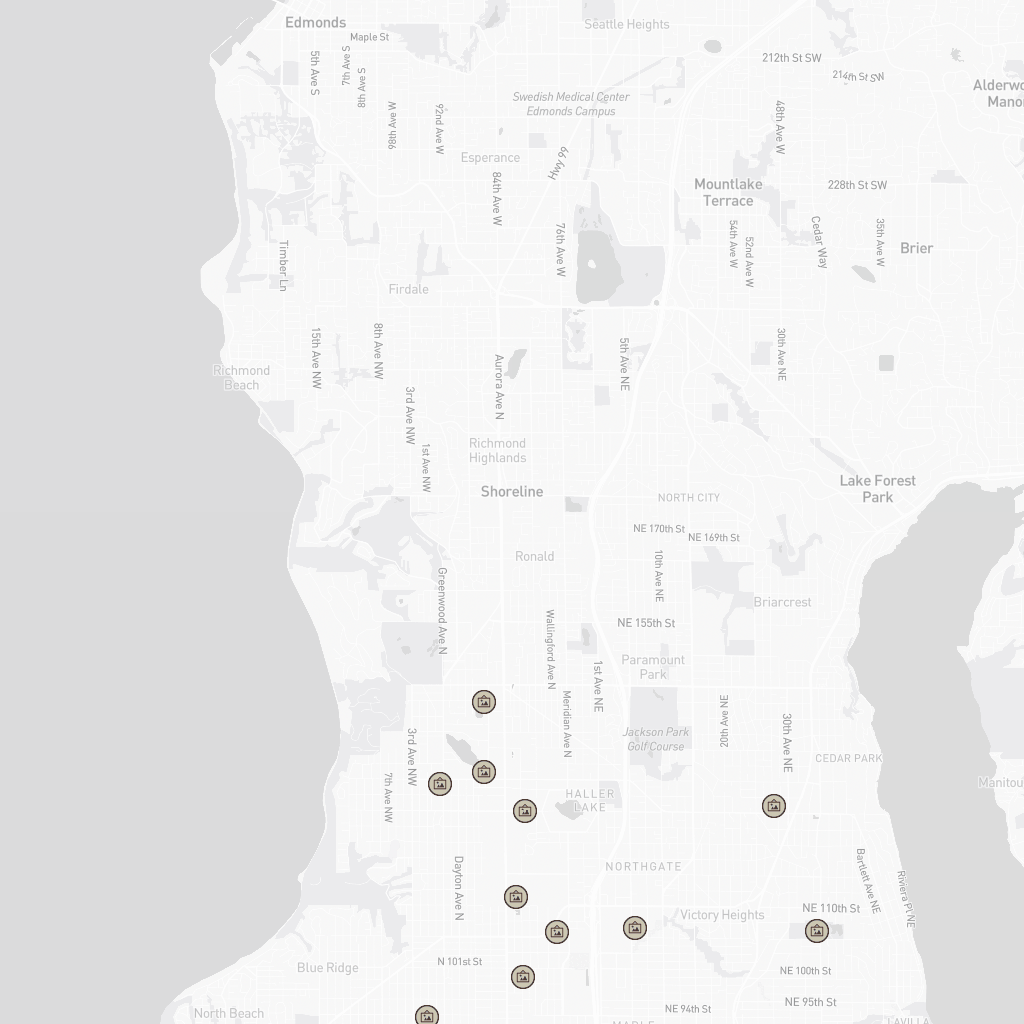 Edmonds
Seattle Heights
Maple St
212th St SW
214th St SW
5th Ave S
7th Ave S
8th Ave S
Alderwo
Manor
Swedish Medical Center
Edmonds Campus
98th Ave W
92nd Ave W
48th Ave W
Esperance
Hwy 99
84th Ave W
Mountlake
Terrace
228th St SW
76th Ave W
54th Ave W
52nd Ave W
Cedar Way
35th Ave W
Brier
Timber Ln
Firdale
15th Ave NW
8th Ave NW
Aurora Ave N
5th Ave NE
30th Ave NE
Richmond
Beach
3rd Ave NW
1st Ave NW
Richmond
Highlands
Shoreline
NORTH CITY
Lake Forest
Park
NE 170th St
NE 169th St
Ronald
10th Ave NE
Greenwood Ave N
Briarcrest
Wallingford Ave N
NE 155th St
Paramount
Park
1st Ave NE
Meridian Ave N
20th Ave NE
30th Ave NE
Jackson Park
Golf Course
3rd Ave NW
7th Ave NW
CEDAR PARK
Manitou
HALLER
LAKE
Dayton Ave N
NORTHGATE
Bartlett Ave NE
Riviera Pl NE
NE 110th St
Victory Heights
Blue Ridge
N 101st St
NE 100th St
NE 95th St
NE 94th St
North Beach
MAPLE
LAVILLA